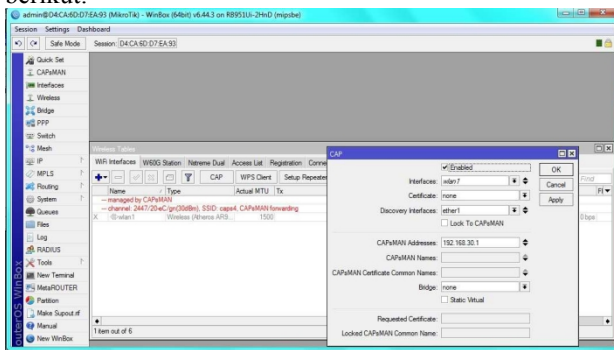 berikut.
admin@D4:CA:6D:D7:EA:93 (MikroTik) - WinBox (64bit) v6.44.3 on RB951Ui-2HnD (mipsbe)
Session Settings Dashboard
Safe Mode Session: D4:CA:6D:D7:EA:93
Quick Set
CAPsMAN
Interfaces
Wireless
Bridge
PPP
Switch
Mesh
IP
MPLS
Routing
System
Queues
Files
Log
RADIUS
Tools
New Terminal
MetaROUTER
Partition
Make Supout.rif
Manual
New WinBox
RouterOS WinBox
Wireless Tables
WiFi Interfaces W60G Station Nstreme Dual Access List Registration Connec
CAP WPS Client Setup Repeater
Find
Name Type Actual MTU Tx
--- managed by CAPsMAN
--- channel: 2447/20-eC/gn(30dBm), SSID: caps4, CAPsMAN forwarding
X wlan1 Wireless (Atheros AR9... 1500
0 bps
1 item out of 6
CAP
Enabled
Interfaces: wlan1
Certificate: none
Discovery Interfaces: ether1
Lock To CAPsMAN
CAPsMAN Addresses: 192.168.30.1
CAPsMAN Names:
CAPsMAN Certificate Common Names:
Bridge: none
Static Virtual
Requested Certificate:
Locked CAPsMAN Common Name:
OK
Cancel
Apply